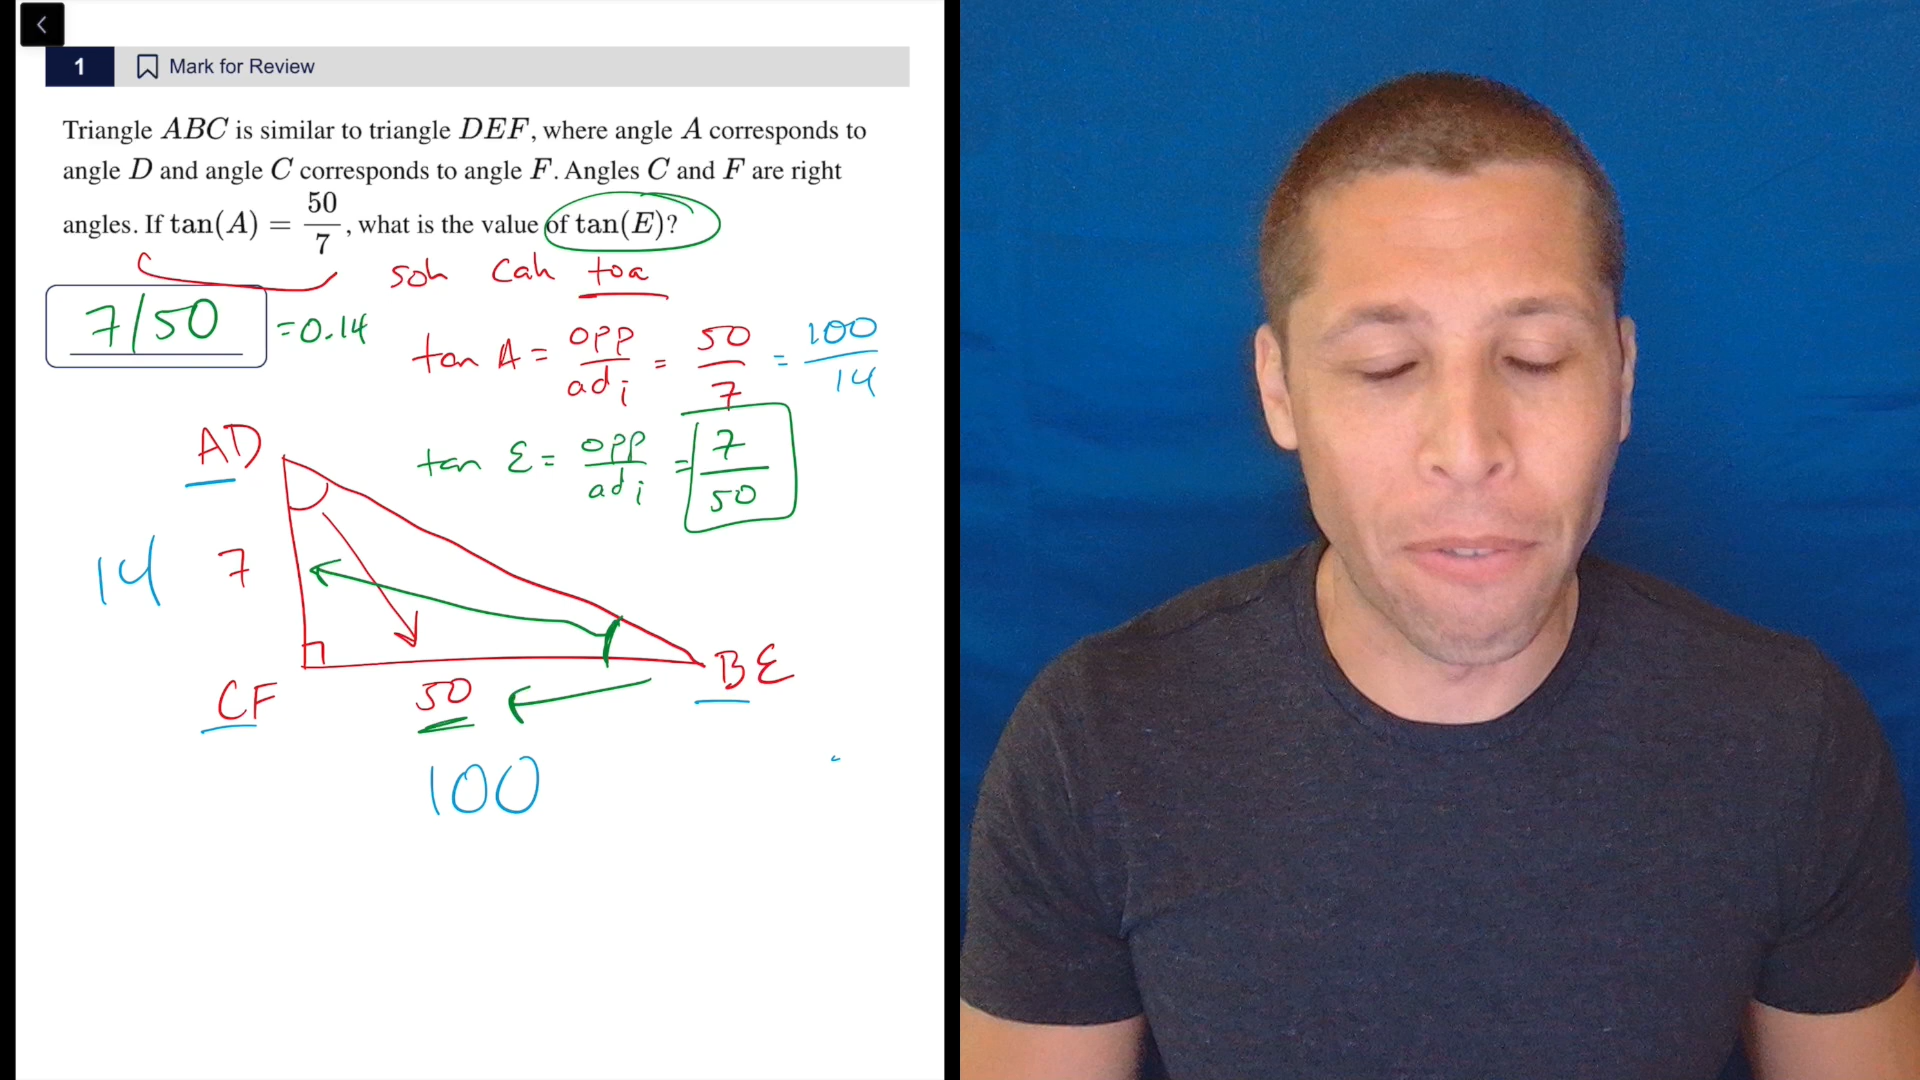 1 Mark for Review
Triangle ABC is similar to triangle DEF, where angle A corresponds to
angle D and angle C corresponds to angle F. Angles C and F are right
angles. If tan(A) = 50/7, what is the value of tan(E)?
soh cah toa
7/50 = 0.14
tan A = opp/adj = 50/7 = 100/14
tan E = opp/adj = 7/50
AD
14 7
BE
CF 50
100